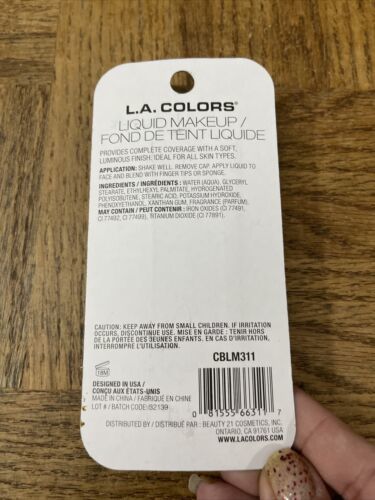 L.A. COLORS®
LIQUID MAKEUP /
FOND DE TEINT LIQUIDE
PROVIDES COMPLETE COVERAGE WITH A SOFT,
LUMINOUS FINISH: IDEAL FOR ALL SKIN TYPES.
APPLICATION: SHAKE WELL. REMOVE CAP. APPLY LIQUID TO
FACE AND BLEND WITH FINGER TIPS OR SPONGE.
INGREDIENTS / INGRÉDIENTS : WATER (AQUA), GLYCERYL
STEARATE, ETHYLHEXYL PALMITATE, HYDROGENATED
POLYISOBUTENE, STEARIC ACID, POTASSIUM HYDROXIDE,
PHENOXYETHANOL, XANTHAN GUM, FRAGRANCE (PARFUM).
MAY CONTAIN / PEUT CONTENIR : IRON OXIDES (CI 77491,
CI 77492, CI 77499), TITANIUM DIOXIDE (CI 77891).
CAUTION: KEEP AWAY FROM SMALL CHILDREN. IF IRRITATION
OCCURS, DISCONTINUE USE. MISE EN GARDE : TENIR HORS
DE LA PORTÉE DES JEUNES ENFANTS. EN CAS D'IRRITATION,
INTERROMPRE L'UTILISATION.
CBLM311
18M
DESIGNED IN USA /
CONÇU AUX ÉTATS-UNIS
MADE IN CHINA / FABRIQUÉ EN CHINE
LOT # / BATCH CODE: B2139
0 81555 66311 7
DISTRIBUTED BY / DISTRIBUÉ PAR : BEAUTY 21 COSMETICS, INC.
ONTARIO, CA 91761 USA
WWW.LACOLORS.COM